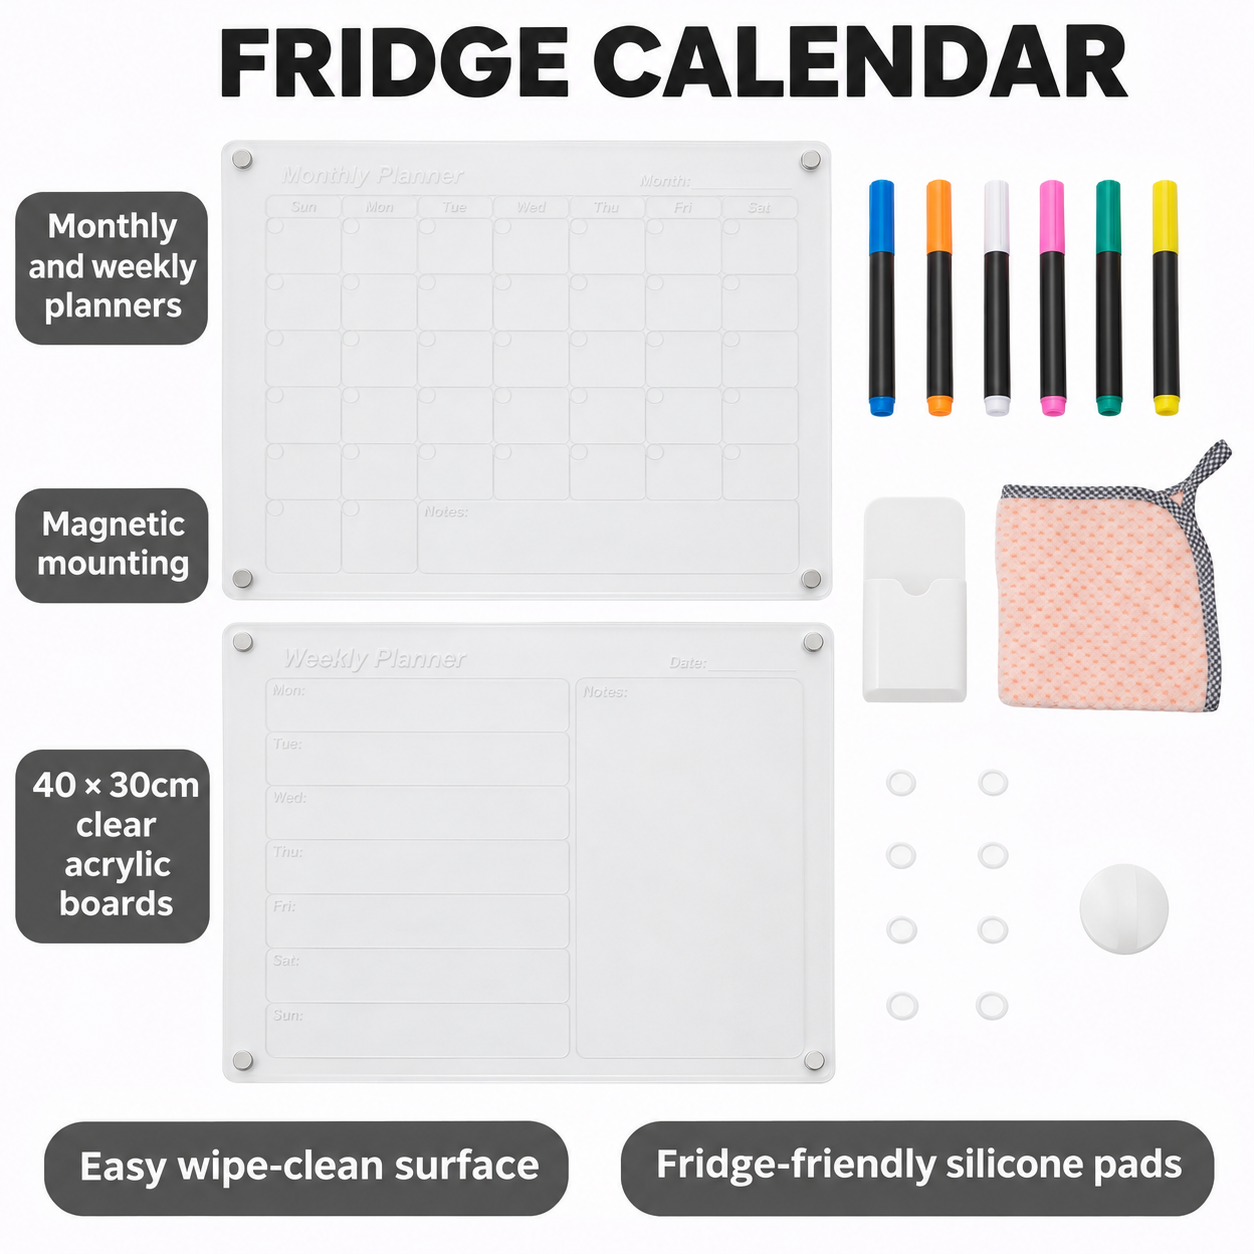 FRIDGE CALENDAR
Monthly
and weekly
planners
Monthly Planner
Month:
Sun Mon Tue Wed Thu Fri Sat
Notes:
Magnetic
mounting
Weekly Planner
Date:
Mon:
Notes:
Tue:
Wed:
Thu:
Fri:
Sat:
Sun:
40 × 30cm
clear
acrylic
boards
Easy wipe-clean surface
Fridge-friendly silicone pads